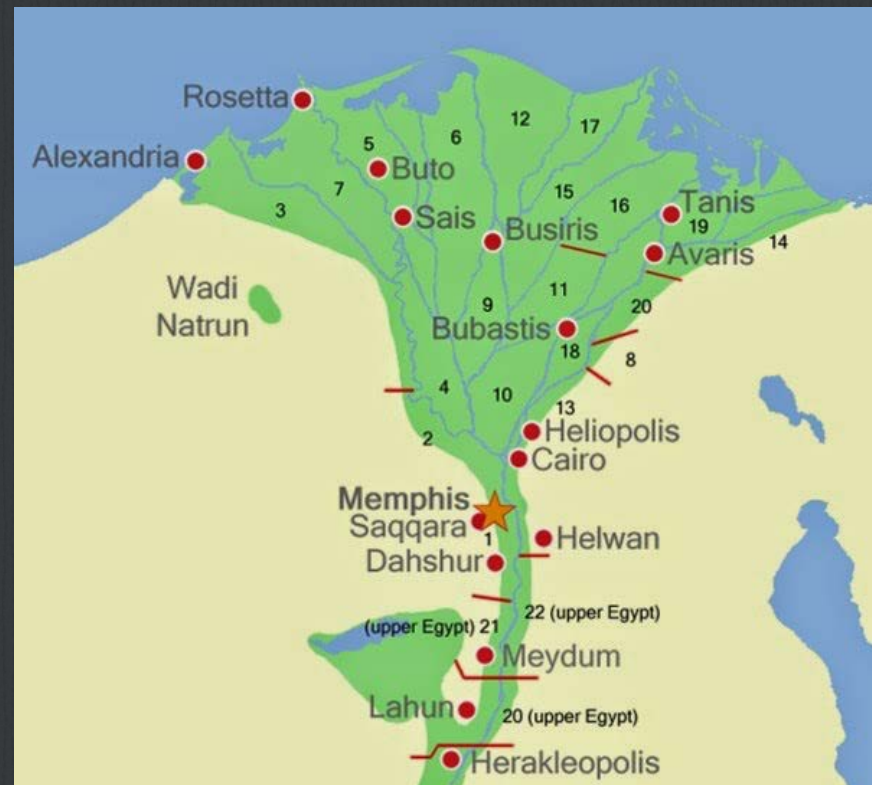 Rosetta
12
17
5
6
Alexandria
Buto
7
15
16
Tanis
3
Sais
19
Busiris
14
Avaris
Wadi
Natrun
11
9
20
Bubastis
18
8
4
10
13
2
Heliopolis
Cairo
Memphis
Saqqara
1
Helwan
Dahshur
22 (upper Egypt)
(upper Egypt) 21
Meydum
Lahun
20 (upper Egypt)
Herakleopolis